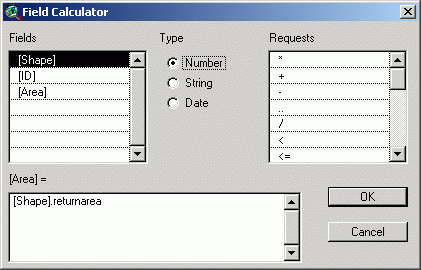 Field Calculator
Fields
Type
Requests
[Shape]
[ID]
[Area]
Number
String
Date
*
+
-
..
/
<
<=
[Area] =
[Shape].returnarea
OK
Cancel